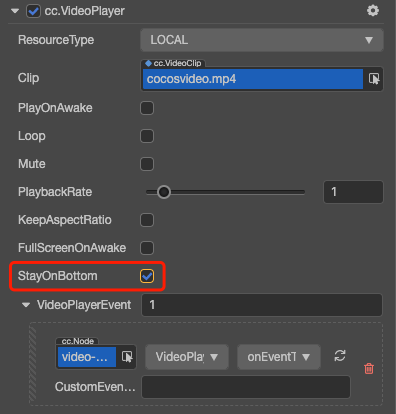 cc.VideoPlayer
ResourceType LOCAL
cc.VideoClip
Clip cocosvideo.mp4
PlayOnAwake
Loop
Mute
PlaybackRate 1
KeepAspectRatio
FullScreenOnAwake
StayOnBottom
VideoPlayerEvent 1
cc.Node
video-... VideoPla onEventT
CustomEven...